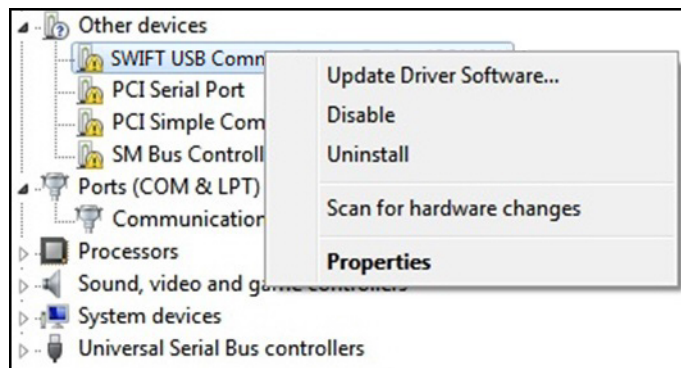 Other devices
SWIFT USB Comm
PCI Serial Port
PCI Simple Com
SM Bus Controll
Ports (COM & LPT)
Communication
Processors
Sound, video and game controllers
System devices
Universal Serial Bus controllers
Update Driver Software...
Disable
Uninstall
Scan for hardware changes
Properties